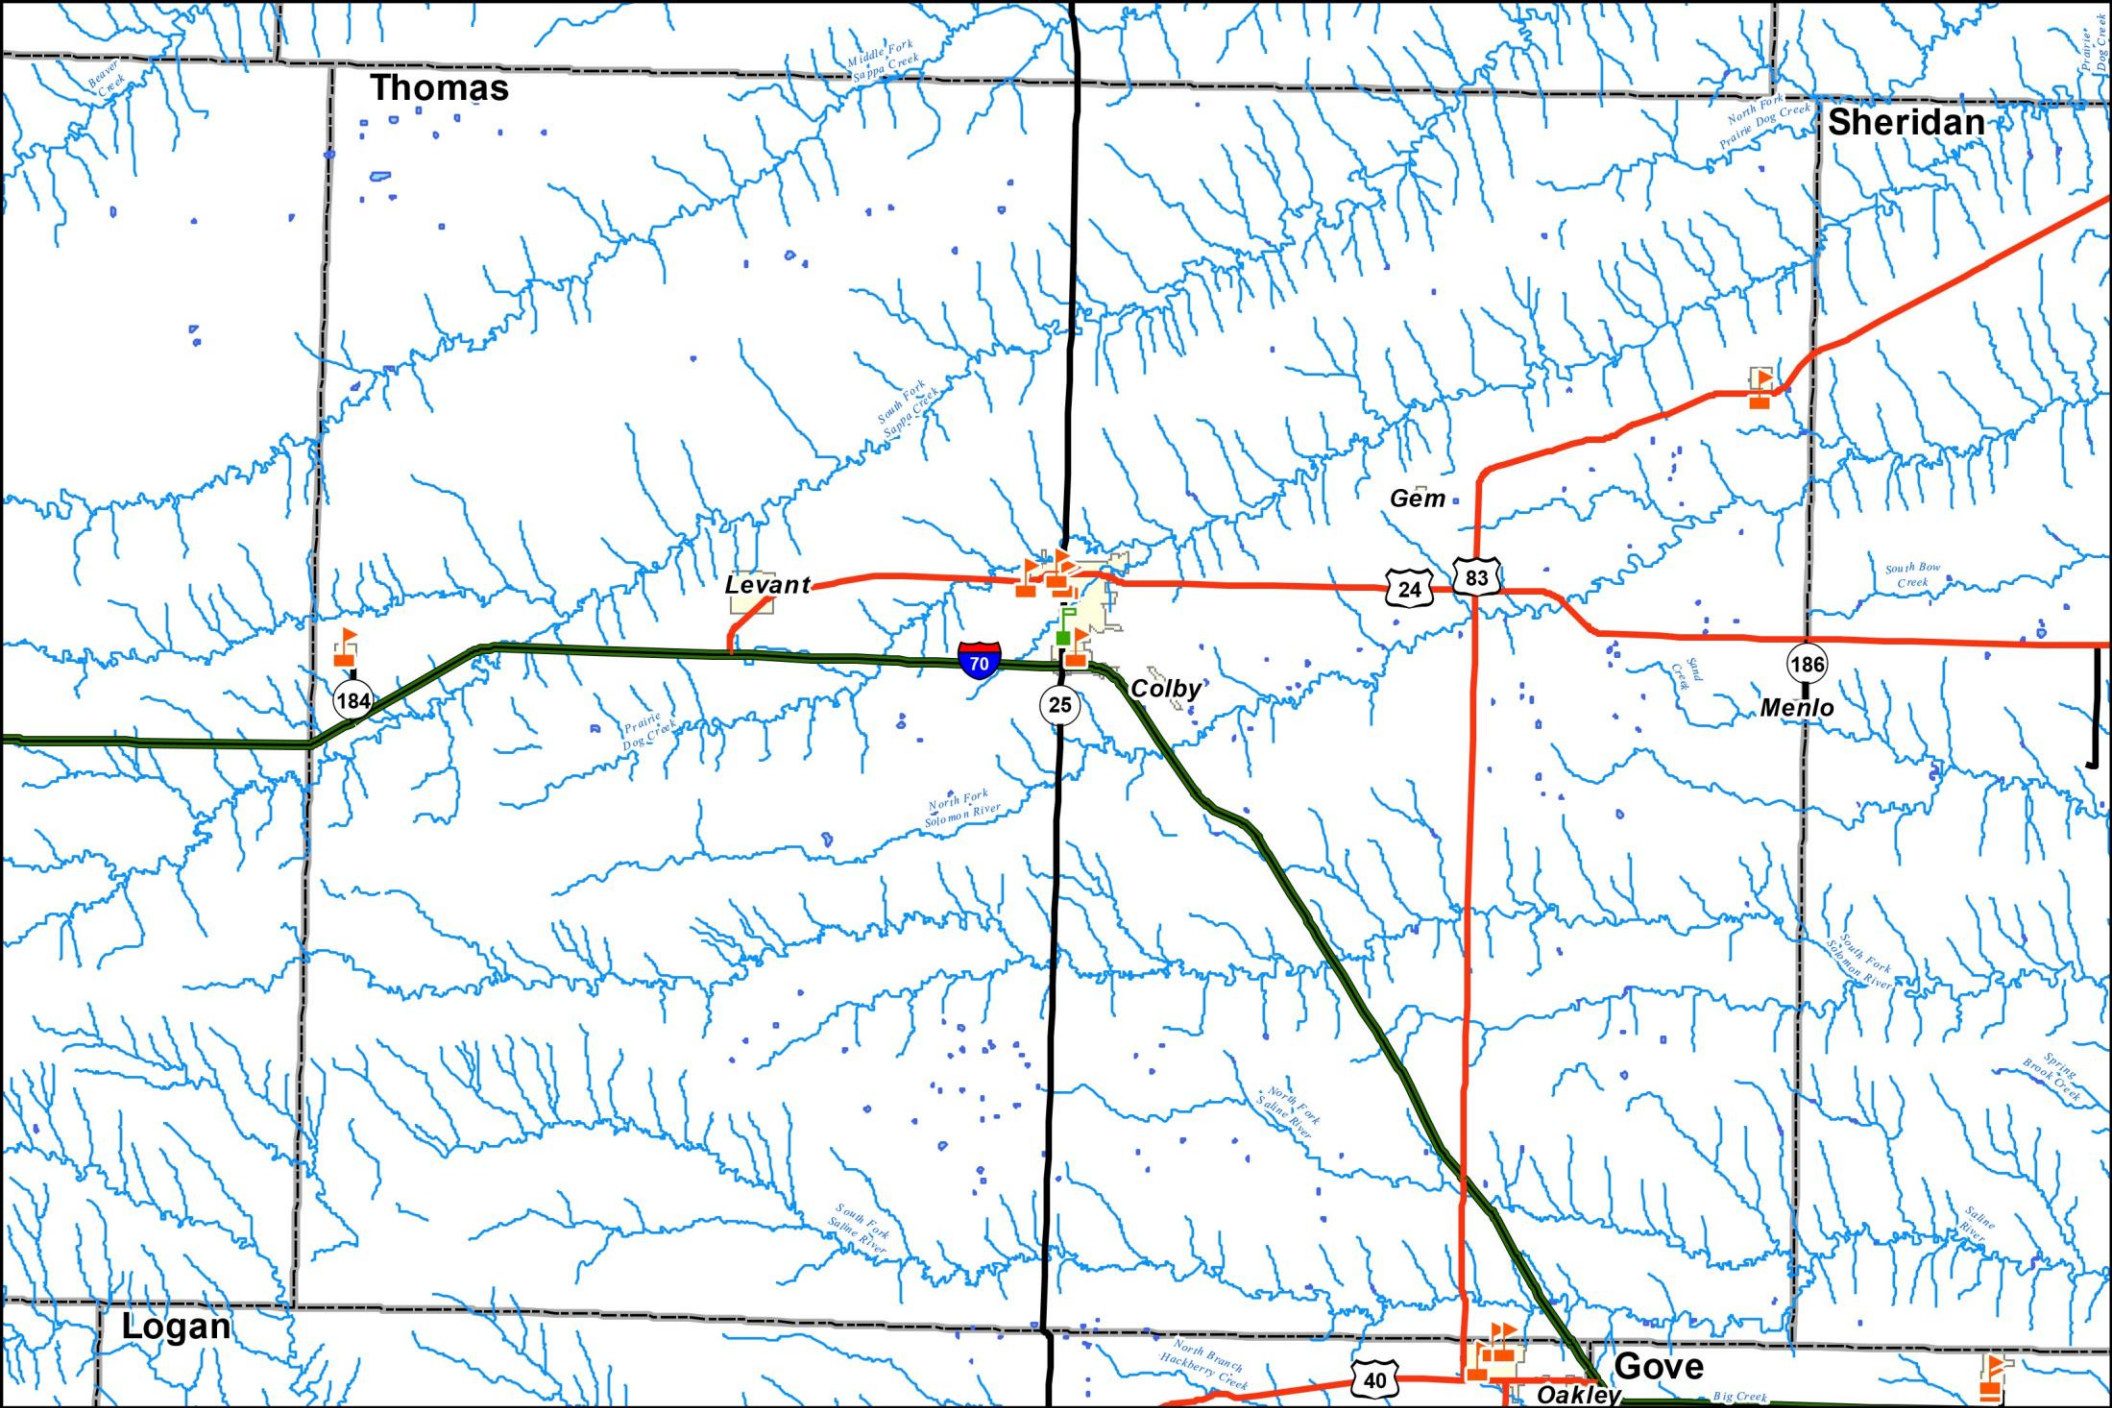 Beaver
Creek
Thomas
Middle Fork
Sappa Creek
Prairie
Dog Creek
North Fork
Prairie Dog Creek
Sheridan
South Fork
Sappa Creek
Gem
Levant
24
83
South Bow
Creek
184
70
25
Colby
186
Menlo
Sand
Creek
Prairie
Dog Creek
North Fork
Solomon River
South Fork
Solomon River
Spring
Brook Creek
North Fork
Saline River
South Fork
Saline River
Saline
River
Logan
North Branch
Hackberry Creek
40
Gove
Oakley
Big Creek